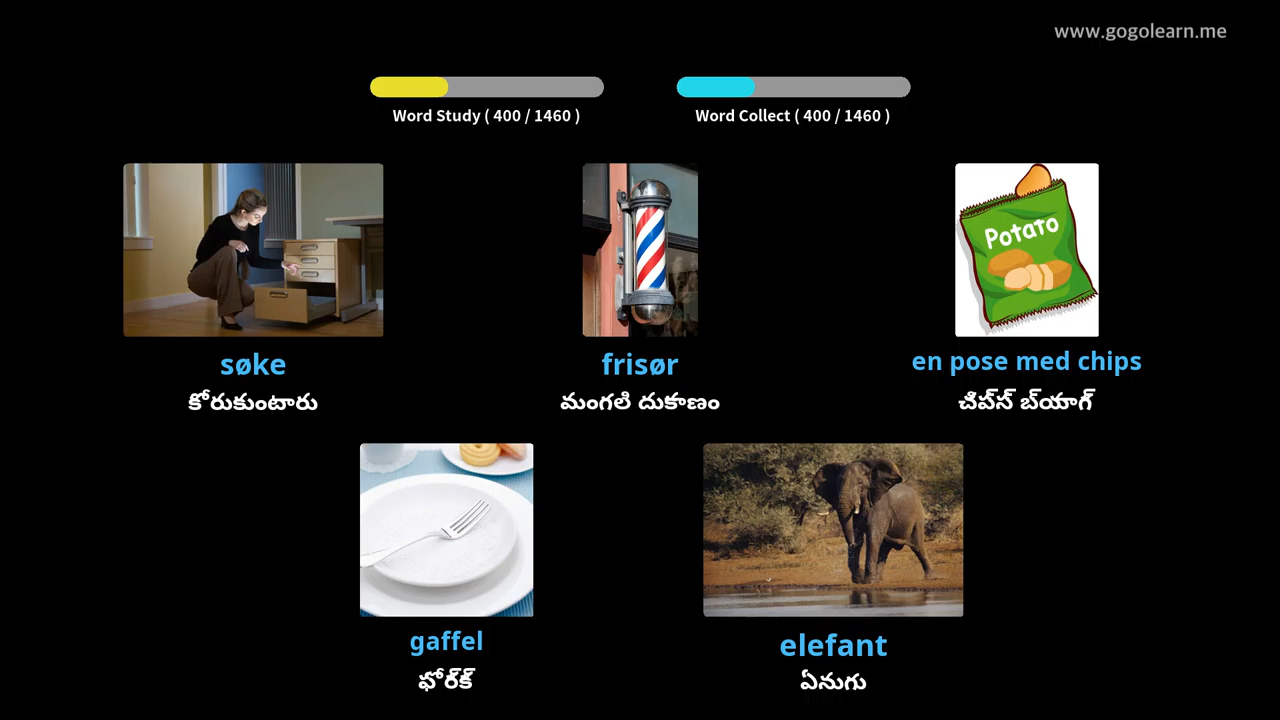 www.gogolearn.me
Word Study ( 400 / 1460 )
Word Collect ( 400 / 1460 )
Potato
søke
frisør
en pose med chips
కోరుకుంటారు
మంగలి దుకాణం
చిప్‌స్ బ్‌యాగ్
gaffel
elefant
ఫోర్‌క్
ఏనుగు